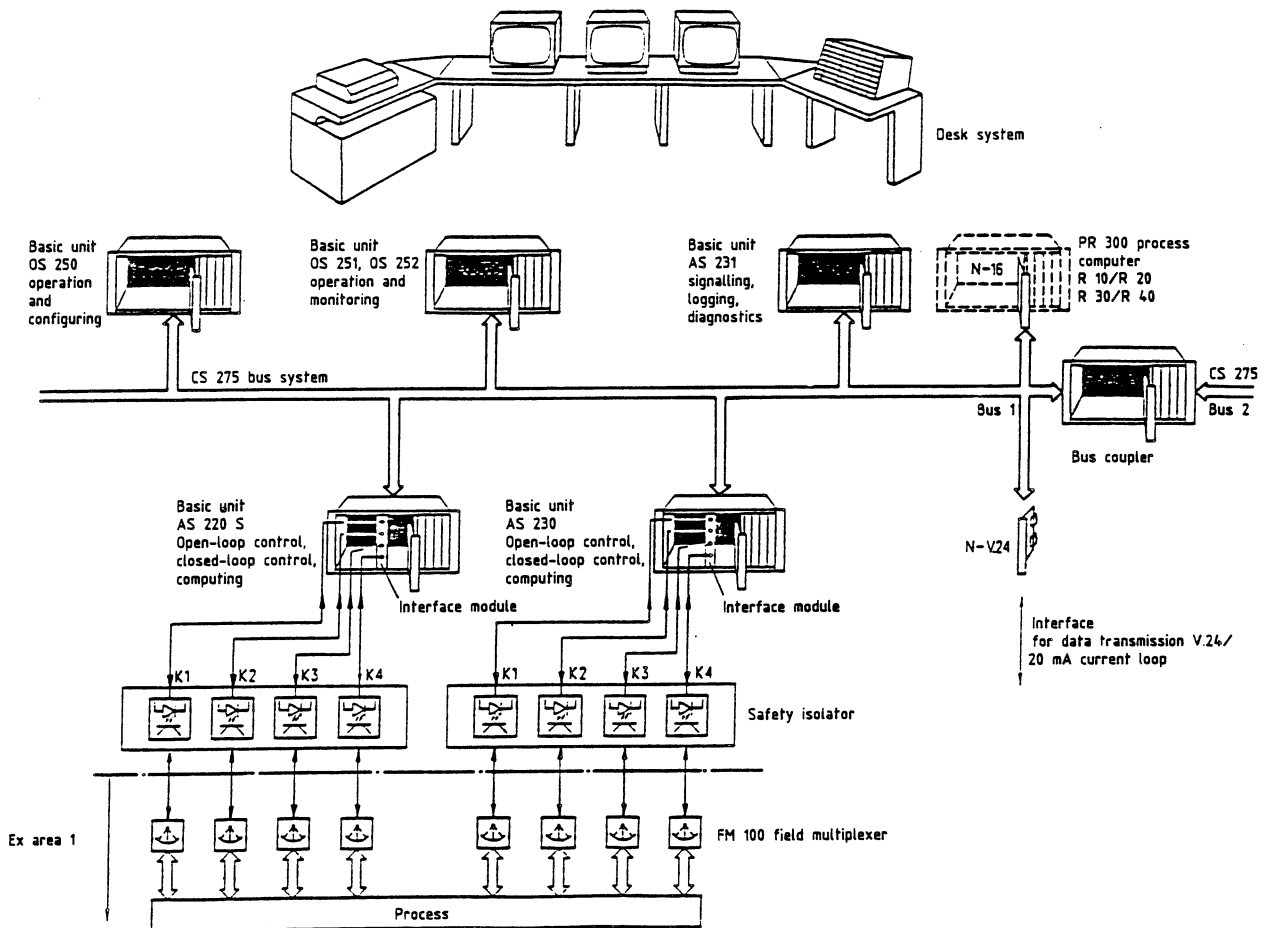 Desk system
Basic unit
OS 250
operation
and
configuring
Basic unit
OS 251, OS 252
operation and
monitoring
Basic unit
AS 231
signalling,
logging,
diagnostics
N-16
PR 300 process
computer
R 10/R 20
R 30/R 40
CS 275 bus system
Bus 1
CS 275
Bus 2
Bus coupler
Basic unit
AS 220 S
Open-loop control,
closed-loop control,
computing
Interface module
Basic unit
AS 230
Open-loop control,
closed-loop control,
computing
Interface module
N-V.24
Interface
for data transmission V.24/
20 mA current loop
K1
K2
K3
K4
K1
K2
K3
K4
Safety isolator
Ex area 1
FM 100 field multiplexer
Process